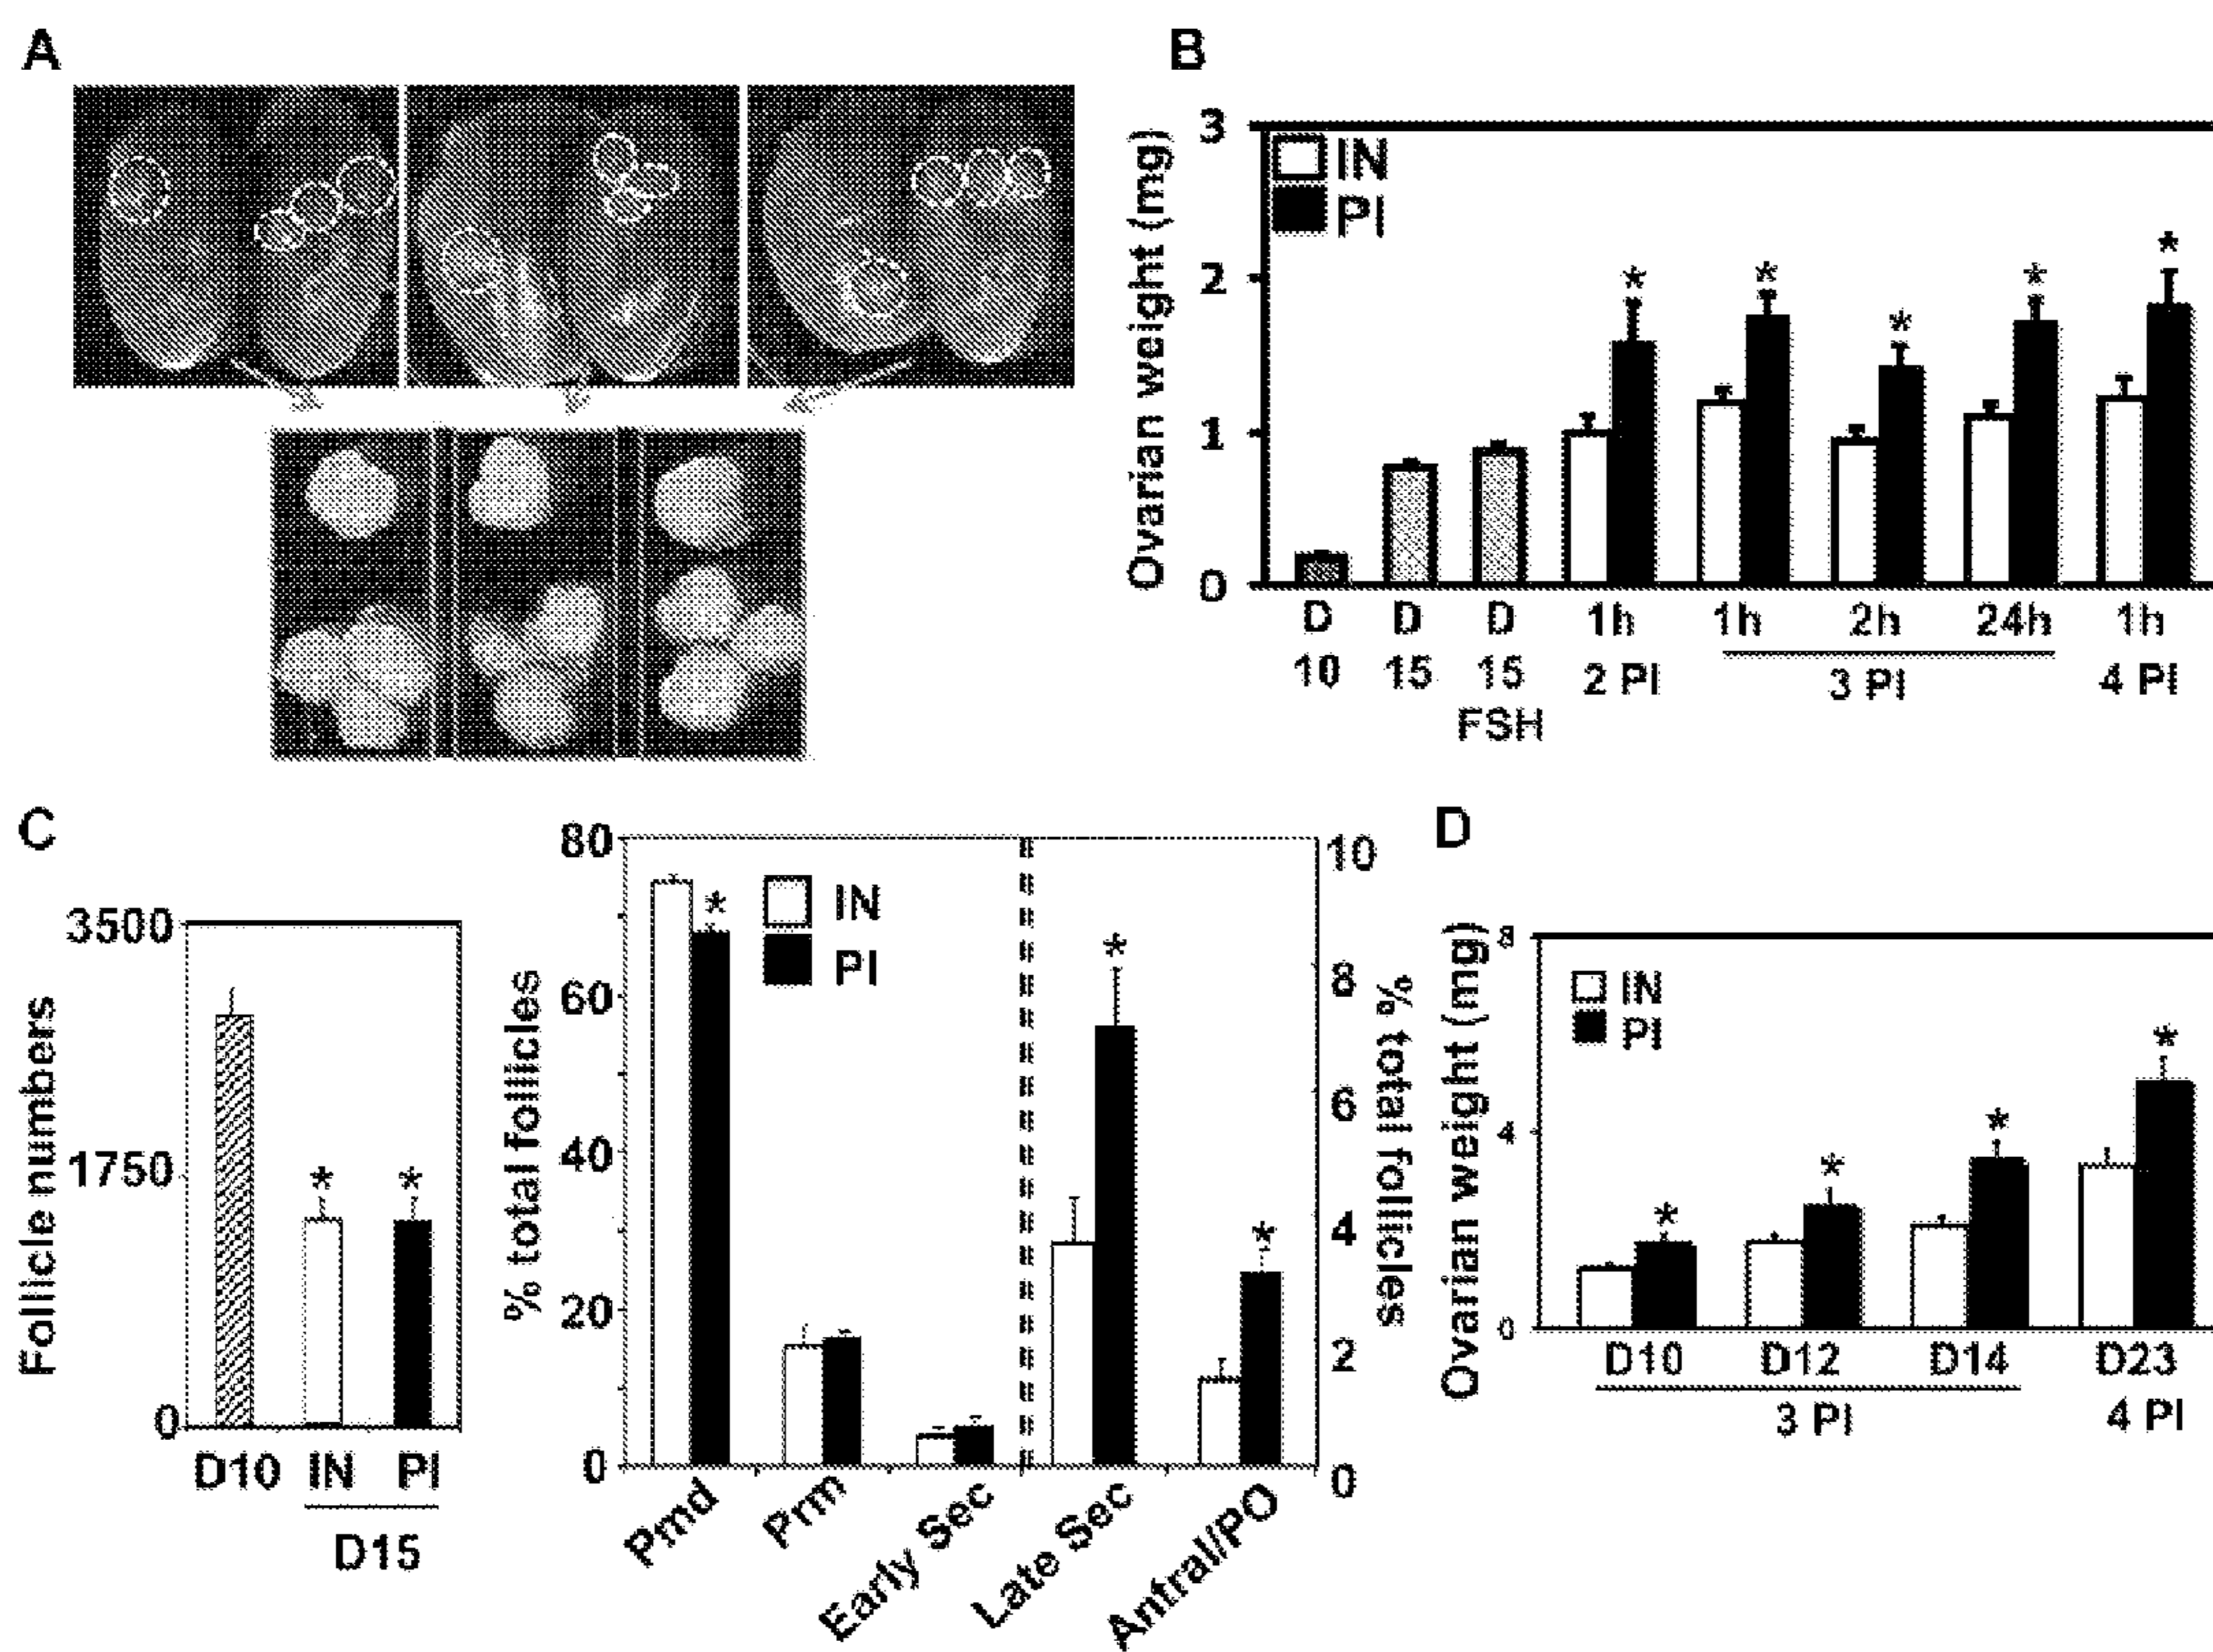 A
B
Ovarian weight (mg)
3
2
1
0
IN
PI
* * * * *
D D D 1h 1h 2h 24h 1h
10 15 15 2 PI 3 PI 4 PI
FSH
C
Follicle numbers
3500
1750
0
* *
D10 IN PI
D15
% total follicles
80
60
40
20
0
IN
PI
* * *
10
8
6
4
2
0
% total follicles
Pmd Prm Early Sec Late Sec Antral/PO
D
Ovarian weight (mg)
8
4
0
IN
PI
* * * *
D10 D12 D14 D23
3 PI 4 PI